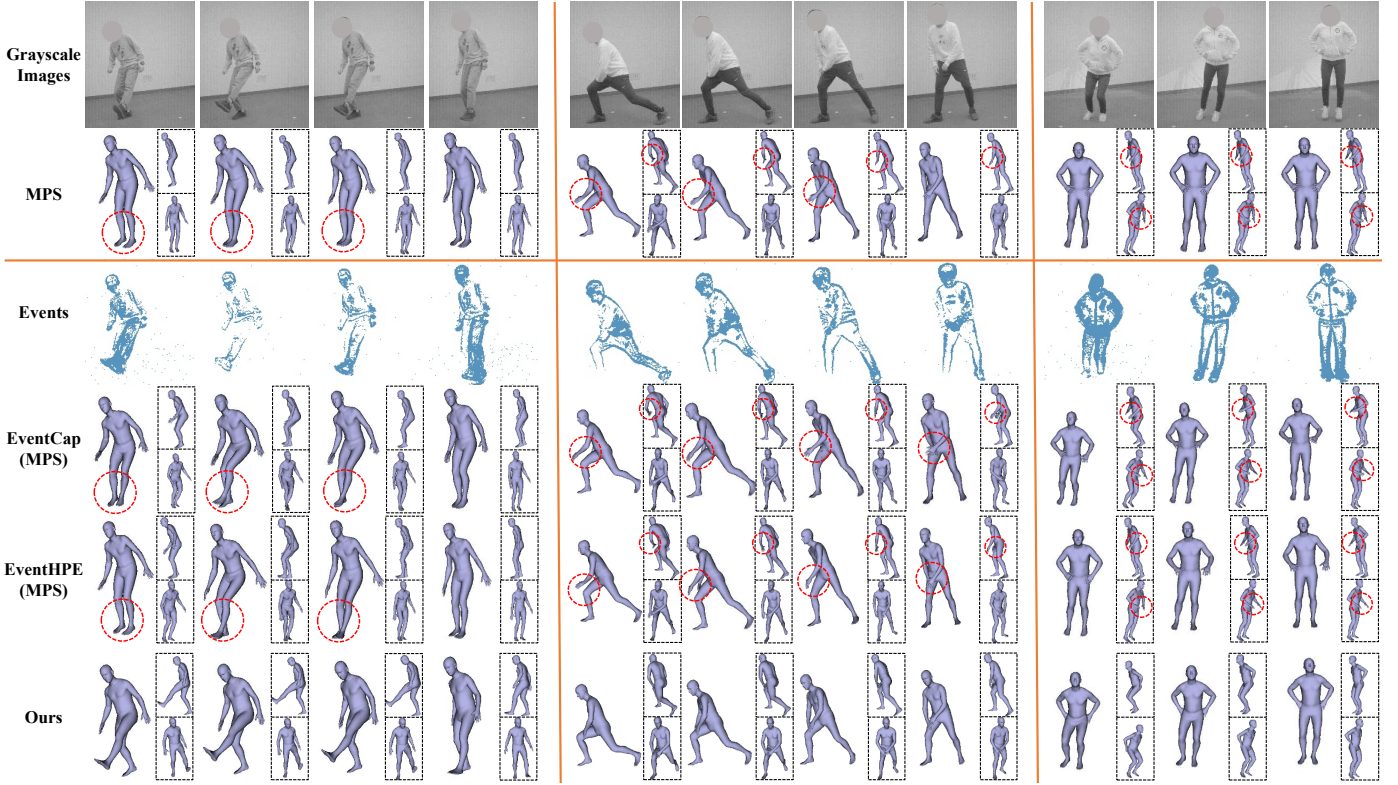 Grayscale
Images
MPS
Events
EventCap
(MPS)
EventHPE
(MPS)
Ours